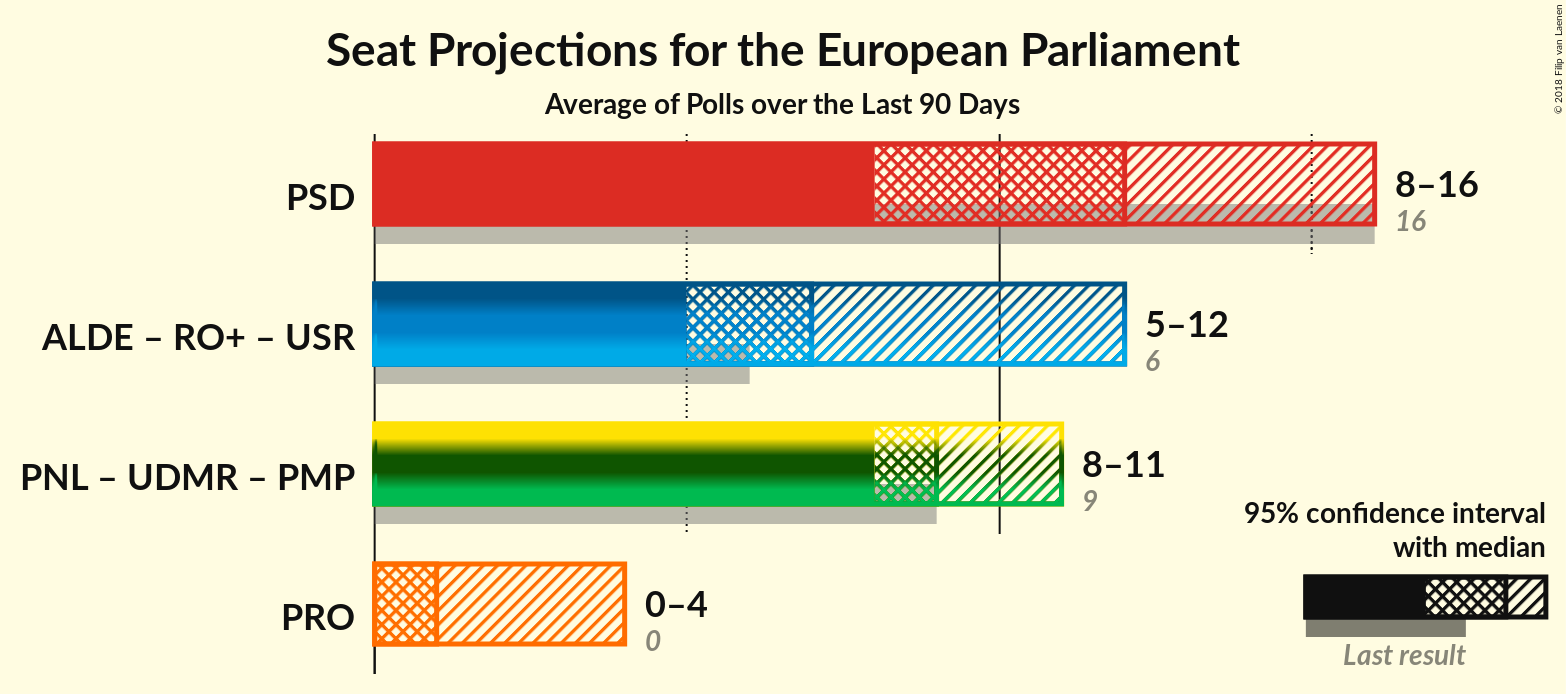 Seat Projections for the European Parliament
Average of Polls over the Last 90 Days
© 2018 Filip van Laenen
PSD
8–16
16
ALDE – RO+ – USR
5–12
6
PNL – UDMR – PMP
8–11
9
PRO
0–4
0
95% confidence interval
with median
Last result